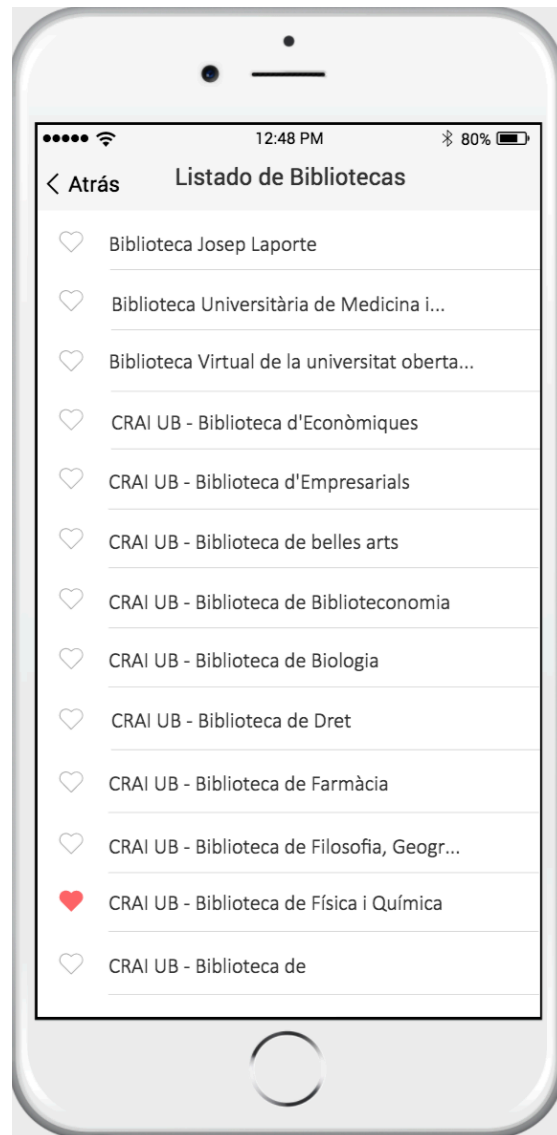 12:48 PM 80%
< Atrás Listado de Bibliotecas
Biblioteca Josep Laporte
Biblioteca Universitària de Medicina i...
Biblioteca Virtual de la universitat oberta...
CRAI UB - Biblioteca d'Econòmiques
CRAI UB - Biblioteca d'Empresarials
CRAI UB - Biblioteca de belles arts
CRAI UB - Biblioteca de Biblioteconomia
CRAI UB - Biblioteca de Biologia
CRAI UB - Biblioteca de Dret
CRAI UB - Biblioteca de Farmàcia
CRAI UB - Biblioteca de Filosofia, Geogr...
CRAI UB - Biblioteca de Física i Química
CRAI UB - Biblioteca de